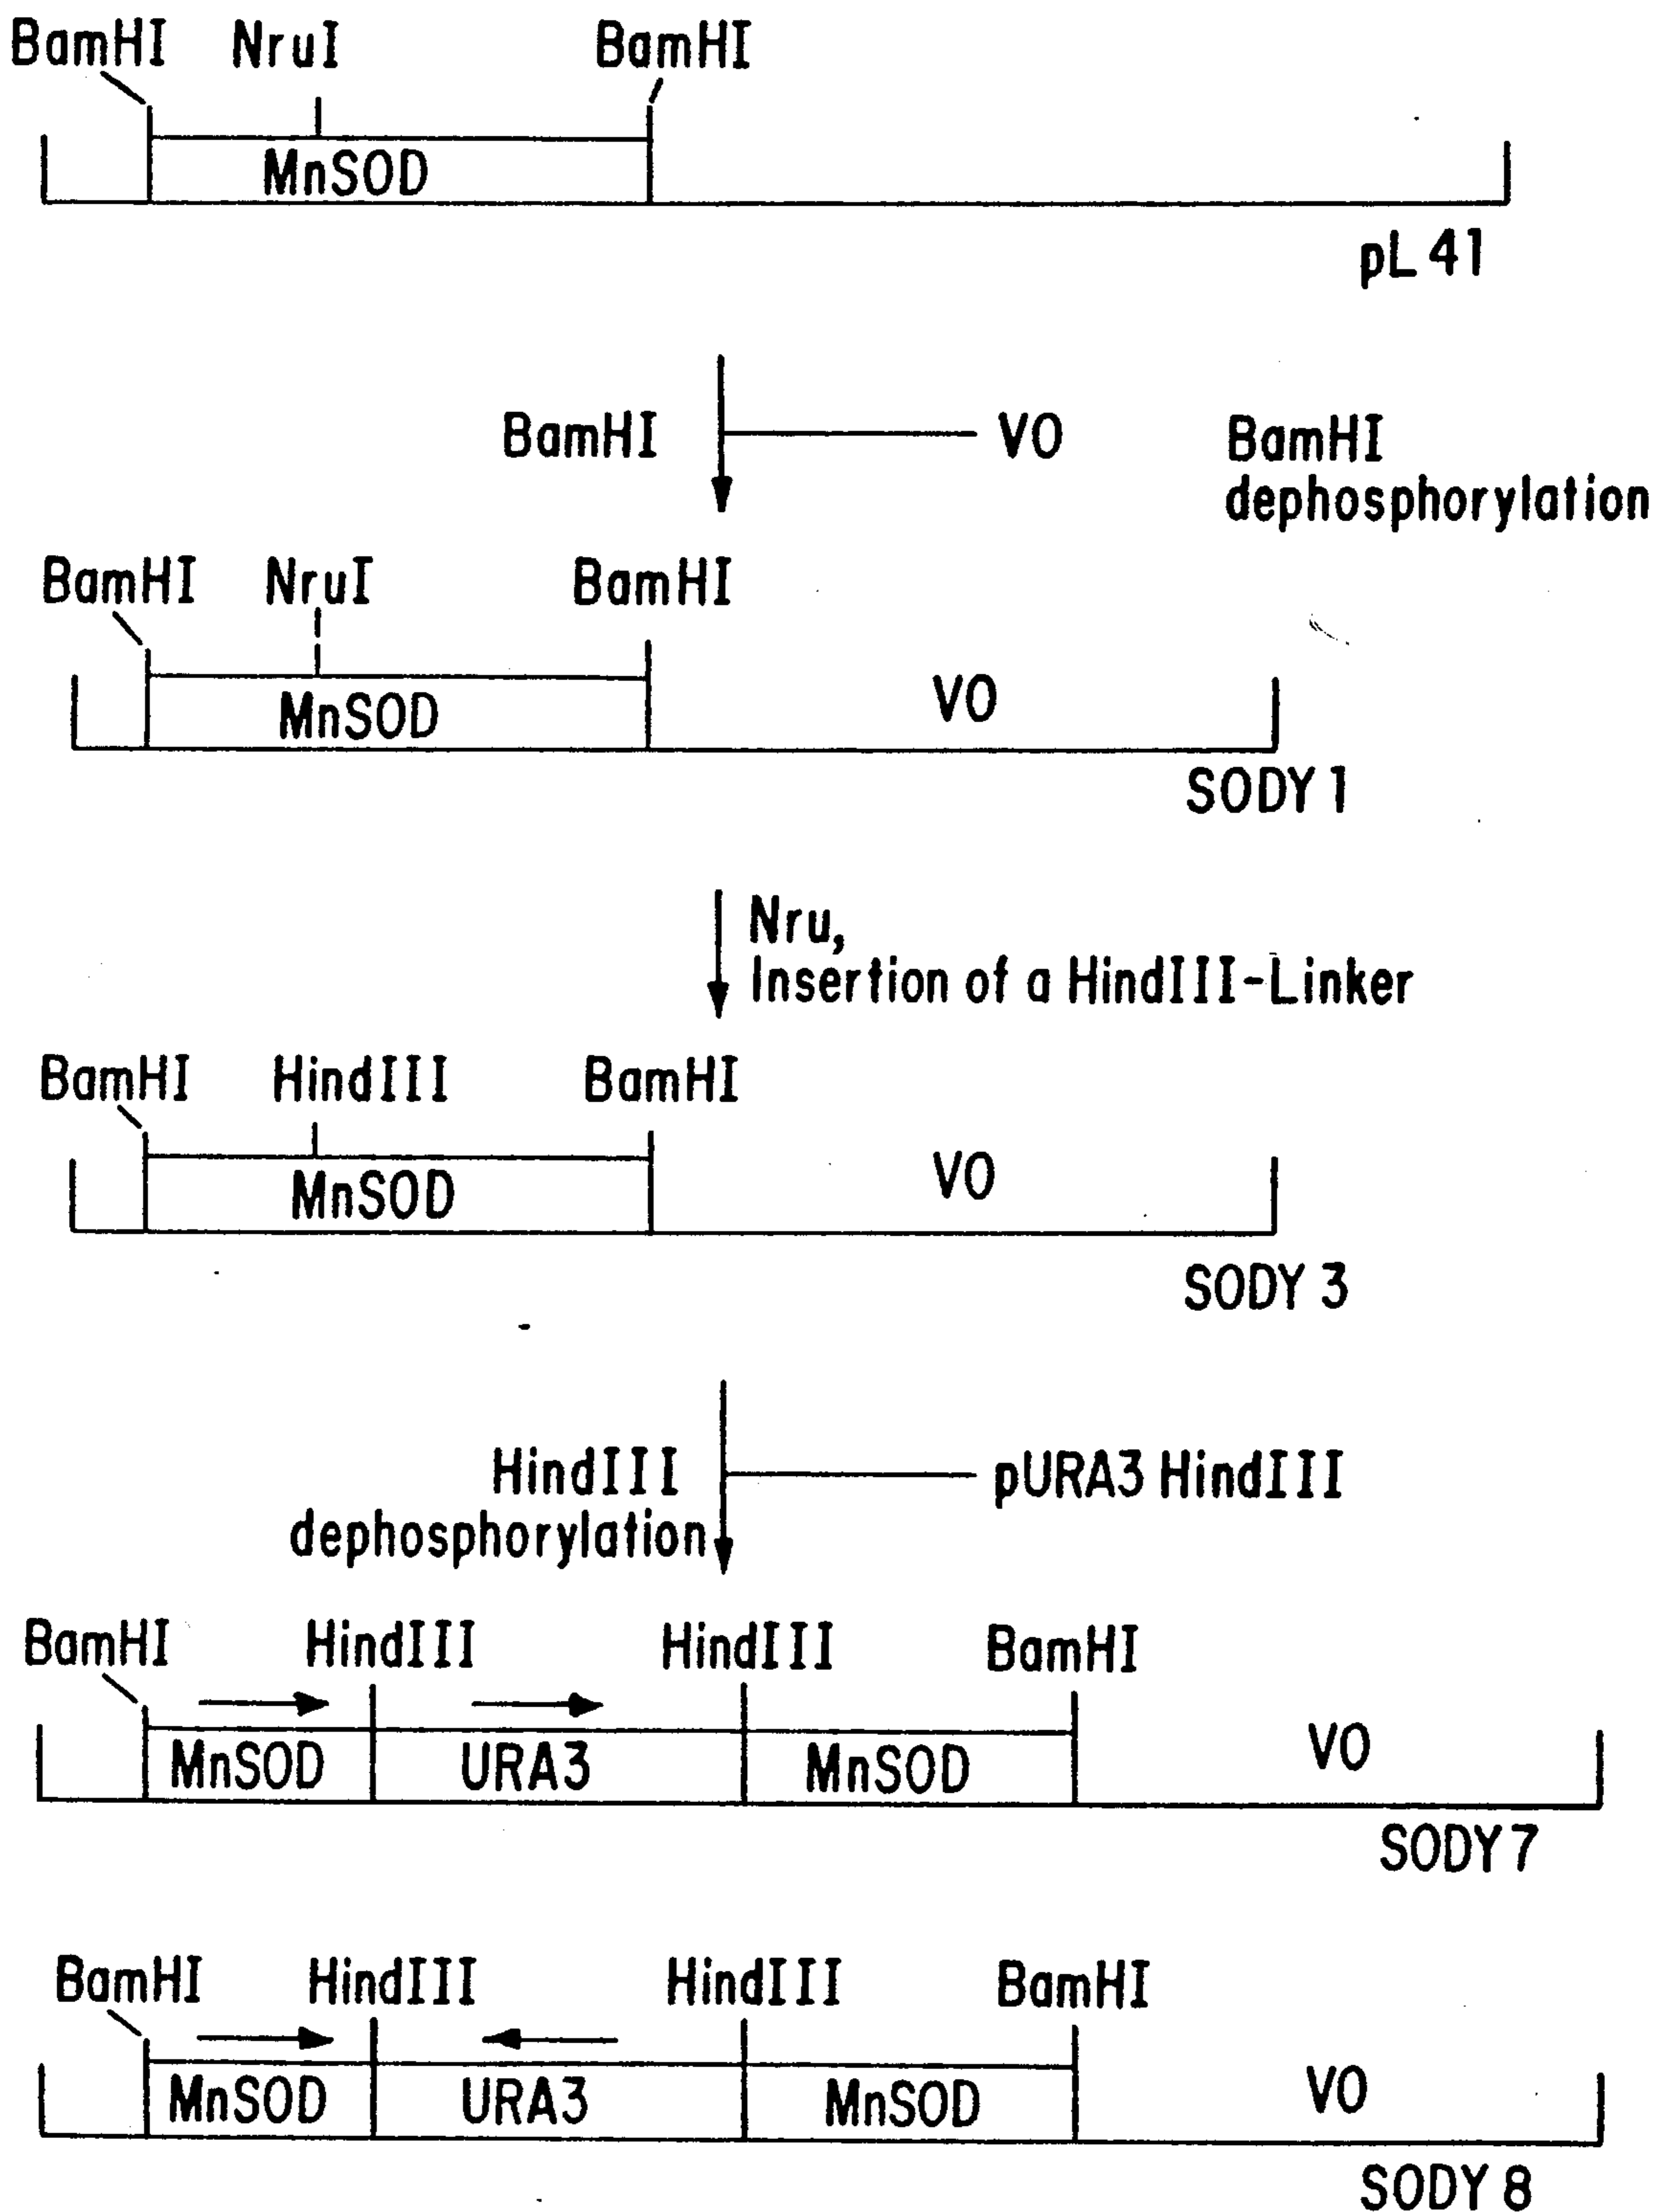 BamHI NruI BamHI
MnSOD
pL 41
BamHI VO BamHI
dephosphorylation
BamHI NruI BamHI
MnSOD VO
SODY 1
Nru,
Insertion of a HindIII-Linker
BamHI HindIII BamHI
MnSOD VO
SODY 3
HindIII pURA3 HindIII
dephosphorylation
BamHI HindIII HindIII BamHI
MnSOD URA3 MnSOD VO
SODY 7
BamHI HindIII HindIII BamHI
MnSOD URA3 MnSOD VO
SODY 8